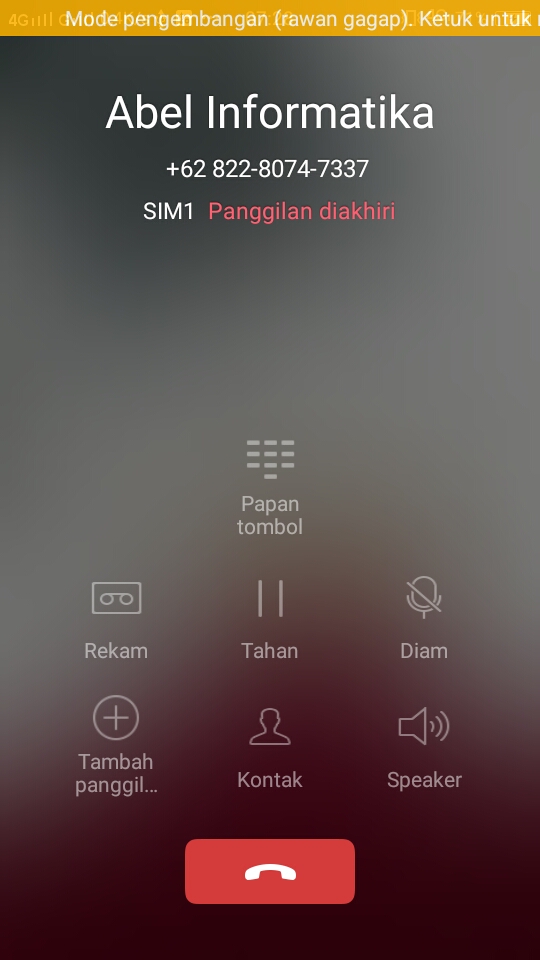 Mode pengembangan (rawan gagap). Ketuk untuk
Abel Informatika
+62 822-8074-7337
SIM1 Panggilan diakhiri
Papan
tombol
Rekam
Tahan
Diam
Tambah
panggil...
Kontak
Speaker